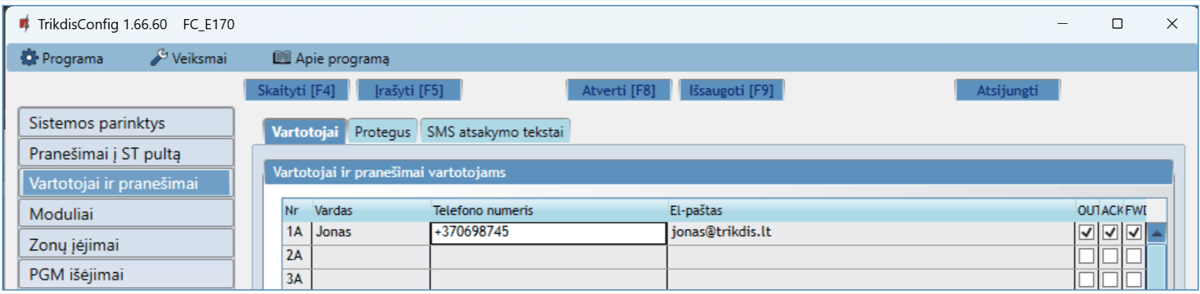 TrikdisConfig 1.66.60 FC_E170
Programa Veiksmai Apie programą
Skaityti [F4] Įrašyti [F5] Atverti [F8] Išsaugoti [F9] Atsijungti
Sistemos parinktys
Pranešimai į ST pultą
Vartotojai ir pranešimai
Moduliai
Zonų įėjimai
PGM išėjimai
Vartotojai Protegus SMS atsakymo tekstai
Vartotojai ir pranešimai vartotojams
Nr Vardas Telefono numeris El-paštas OUT ACK FWD
1A Jonas +370698745 jonas@trikdis.lt
2A
3A